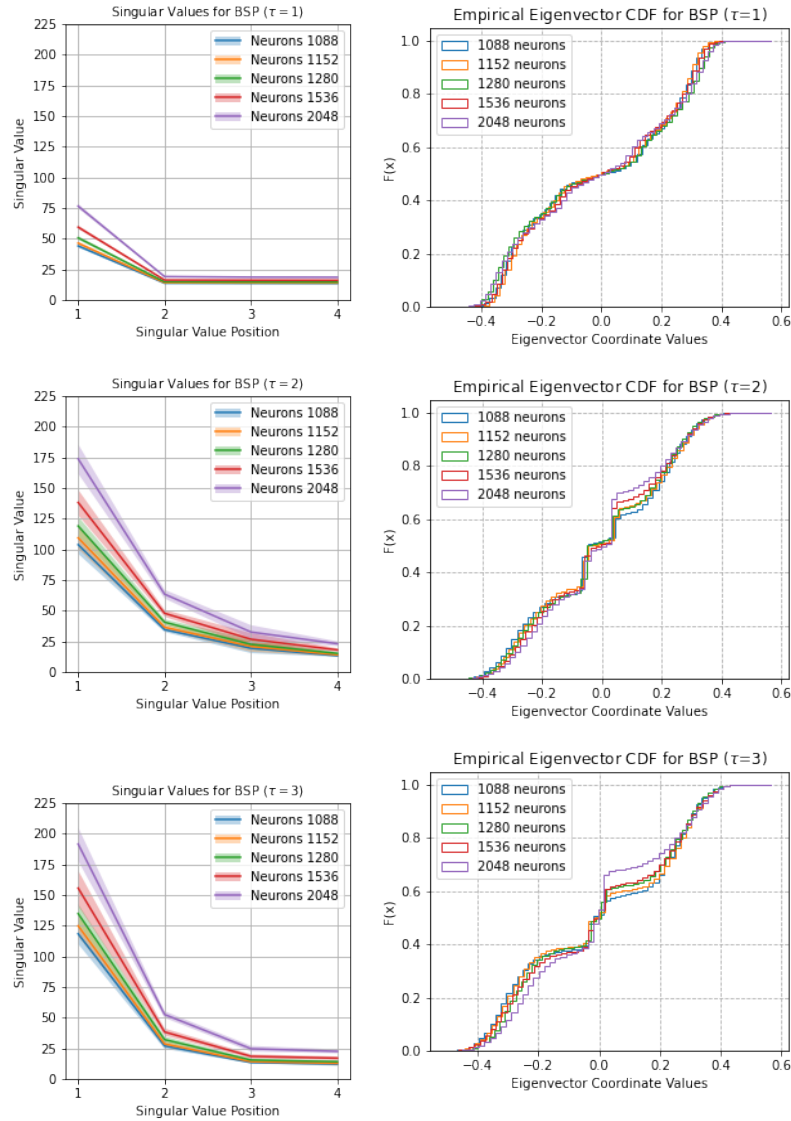 Singular Values for BSP (τ = 1)
225
200
175
150
125
100
75
50
25
0
Singular Value
Neurons 1088
Neurons 1152
Neurons 1280
Neurons 1536
Neurons 2048
1 2 3 4
Singular Value Position
Empirical Eigenvector CDF for BSP (τ=1)
1.0
0.8
0.6
0.4
0.2
0.0
F(x)
1088 neurons
1152 neurons
1280 neurons
1536 neurons
2048 neurons
−0.4 −0.2 0.0 0.2 0.4 0.6
Eigenvector Coordinate Values
Singular Values for BSP (τ = 2)
225
200
175
150
125
100
75
50
25
0
Singular Value
Neurons 1088
Neurons 1152
Neurons 1280
Neurons 1536
Neurons 2048
1 2 3 4
Singular Value Position
Empirical Eigenvector CDF for BSP (τ=2)
1.0
0.8
0.6
0.4
0.2
0.0
F(x)
1088 neurons
1152 neurons
1280 neurons
1536 neurons
2048 neurons
−0.4 −0.2 0.0 0.2 0.4 0.6
Eigenvector Coordinate Values
Singular Values for BSP (τ = 3)
225
200
175
150
125
100
75
50
25
0
Singular Value
Neurons 1088
Neurons 1152
Neurons 1280
Neurons 1536
Neurons 2048
1 2 3 4
Singular Value Position
Empirical Eigenvector CDF for BSP (τ=3)
1.0
0.8
0.6
0.4
0.2
0.0
F(x)
1088 neurons
1152 neurons
1280 neurons
1536 neurons
2048 neurons
−0.4 −0.2 0.0 0.2 0.4 0.6
Eigenvector Coordinate Values